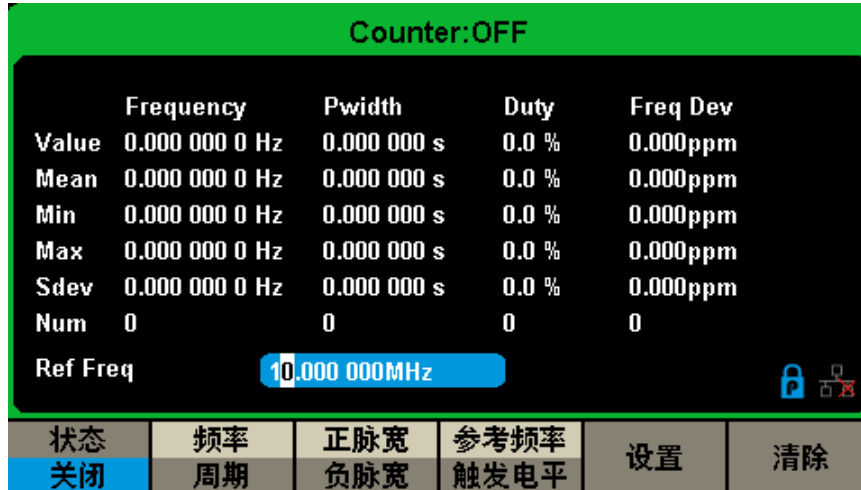 Counter:OFF
Frequency Pwidth Duty Freq Dev
Value 0.000 000 0 Hz 0.000 000 s 0.0 % 0.000ppm
Mean 0.000 000 0 Hz 0.000 000 s 0.0 % 0.000ppm
Min 0.000 000 0 Hz 0.000 000 s 0.0 % 0.000ppm
Max 0.000 000 0 Hz 0.000 000 s 0.0 % 0.000ppm
Sdev 0.000 000 0 Hz 0.000 000 s 0.0 % 0.000ppm
Num 0 0 0 0
Ref Freq 10.000 000MHz
P
状态 频率 正脉宽 参考频率 设置 清除
关闭 周期 负脉宽 触发电平